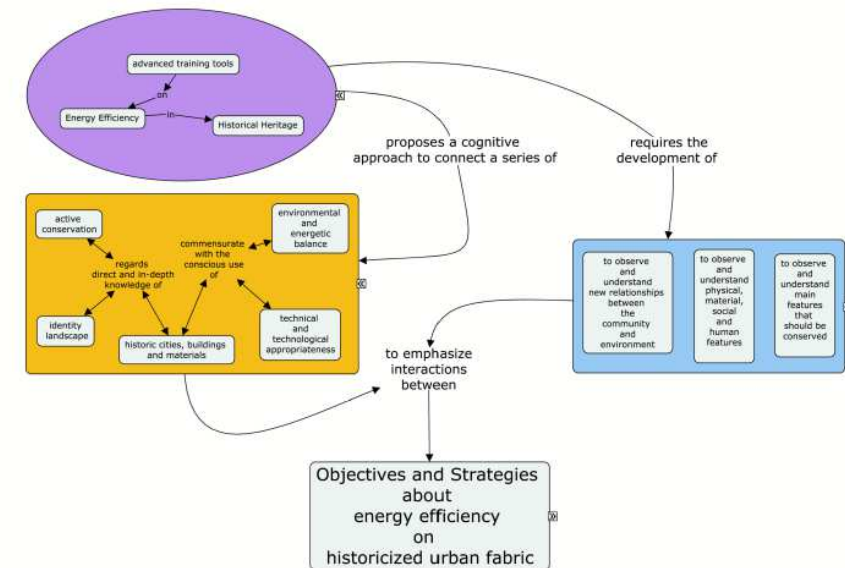 advanced training tools
on
Energy Efficiency
in
Historical Heritage
proposes a cognitive
approach to connect a series of
requires the
development of
active
conservation
environmental
and
energetic
balance
commensurate
with the
conscious use
of
regards
direct and in-depth
knowledge of
identity
landscape
historic cities, buildings
and materials
technical
and
technological
appropriateness
to observe
and
understand
new relationships
between
the
community
and
environment
to observe
and
understand
physical,
material,
social
and
human
features
to observe
and
understand
main
features
that
should be
conserved
to emphasize
interactions
between
Objectives and Strategies
about
energy efficiency
on
historicized urban fabric